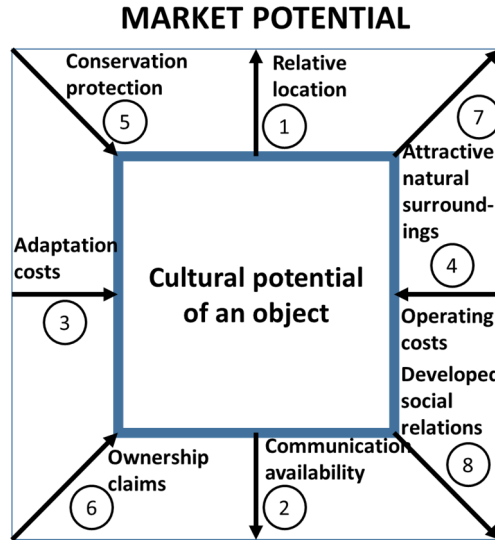 MARKET POTENTIAL
Conservation
protection
5
Relative
location
1
7
Attractive
natural
surround-
ings
4
Adaptation
costs
3
Cultural potential
of an object
Operating
costs
Developed
social
relations
8
Ownership
claims
6
Communication
availability
2